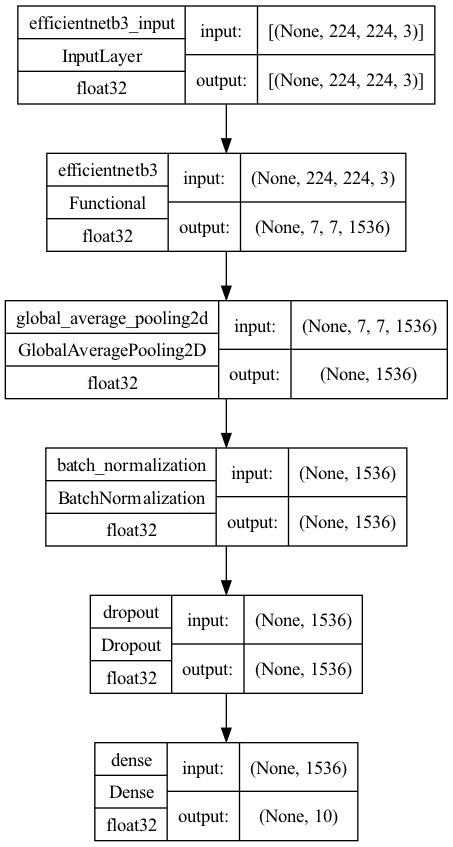 efficientnetb3_input
InputLayer
float32
input:
[(None, 224, 224, 3)]
output:
[(None, 224, 224, 3)]
efficientnetb3
Functional
float32
input:
(None, 224, 224, 3)
output:
(None, 7, 7, 1536)
global_average_pooling2d
GlobalAveragePooling2D
float32
input:
(None, 7, 7, 1536)
output:
(None, 1536)
batch_normalization
BatchNormalization
float32
input:
(None, 1536)
output:
(None, 1536)
dropout
Dropout
float32
input:
(None, 1536)
output:
(None, 1536)
dense
Dense
float32
input:
(None, 1536)
output:
(None, 10)